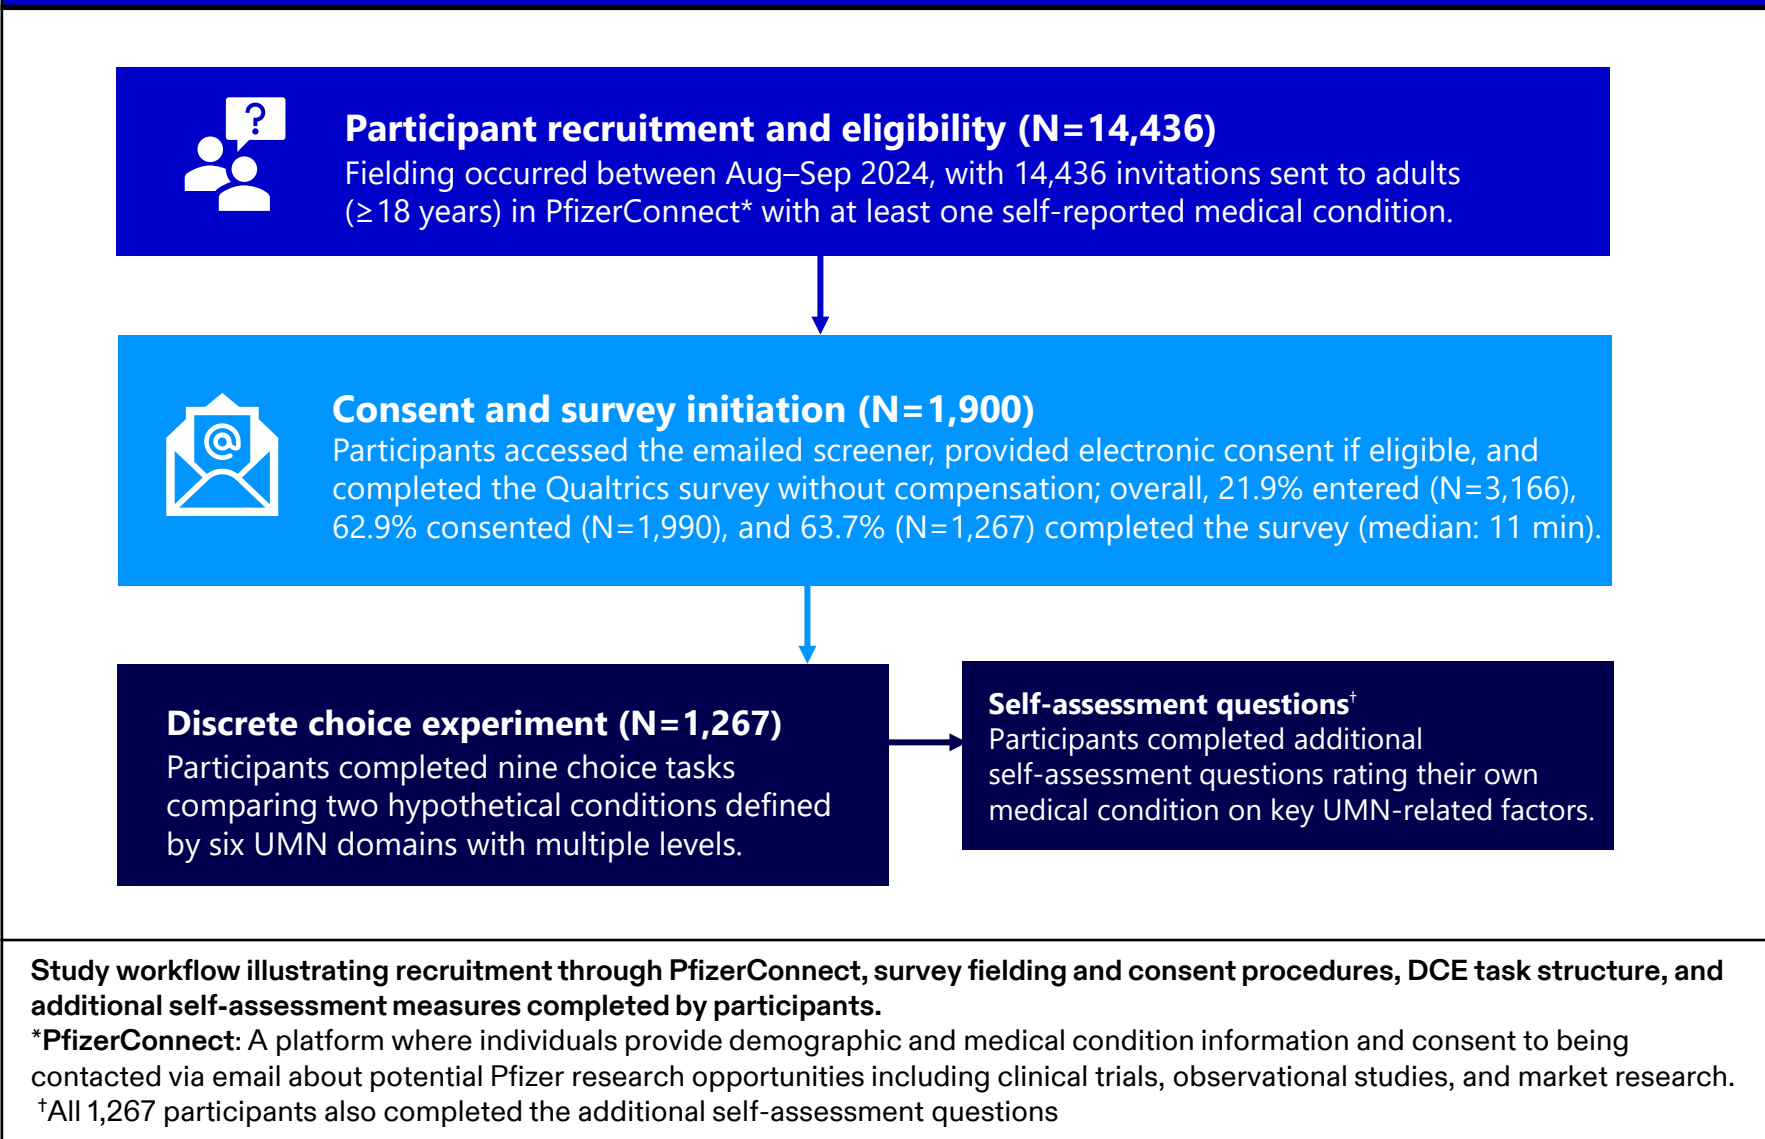 ?
Participant recruitment and eligibility (N=14,436)
Fielding occurred between Aug–Sep 2024, with 14,436 invitations sent to adults
(≥18 years) in PfizerConnect* with at least one self-reported medical condition.
@
Consent and survey initiation (N=1,900)
Participants accessed the emailed screener, provided electronic consent if eligible, and
completed the Qualtrics survey without compensation; overall, 21.9% entered (N=3,166),
62.9% consented (N=1,990), and 63.7% (N=1,267) completed the survey (median: 11 min).
Discrete choice experiment (N=1,267)
Participants completed nine choice tasks
comparing two hypothetical conditions defined
by six UMN domains with multiple levels.
Self-assessment questions†
Participants completed additional
self-assessment questions rating their own
medical condition on key UMN-related factors.
Study workflow illustrating recruitment through PfizerConnect, survey fielding and consent procedures, DCE task structure, and
additional self-assessment measures completed by participants.
*PfizerConnect: A platform where individuals provide demographic and medical condition information and consent to being
contacted via email about potential Pfizer research opportunities including clinical trials, observational studies, and market research.
†All 1,267 participants also completed the additional self-assessment questions